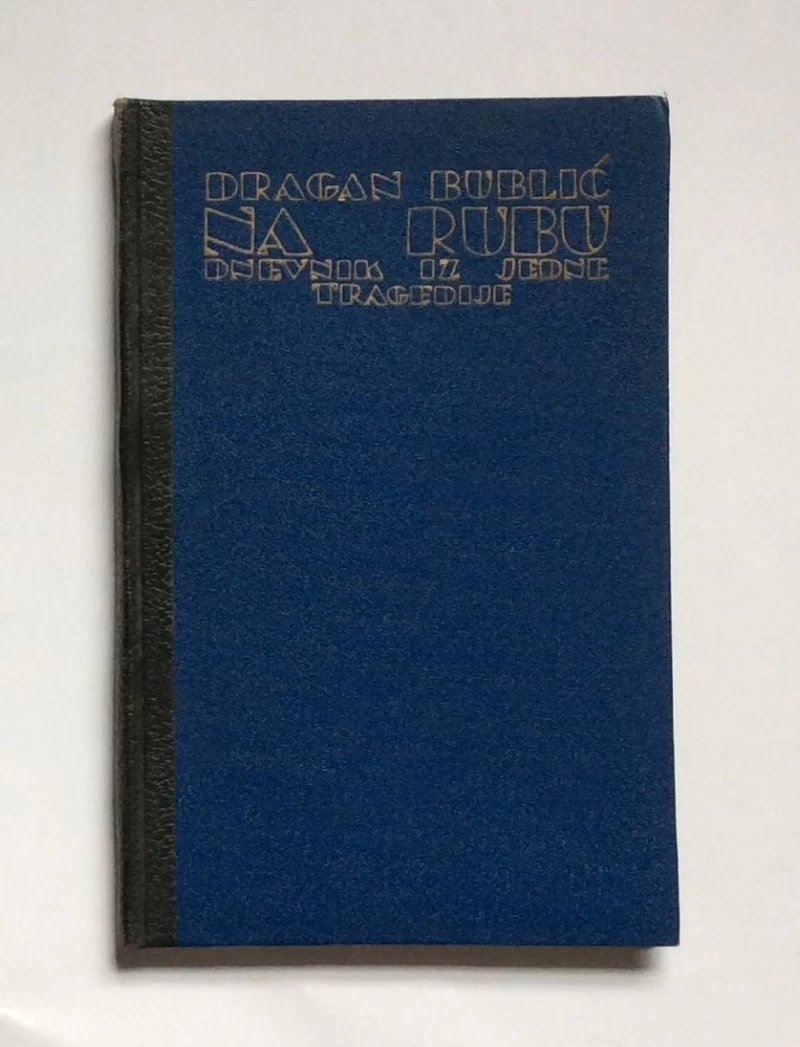 DRAGAN BUBLIĆ
NA RUBU
DNEVNIK IZ JEDNE
TRAGEDIJE